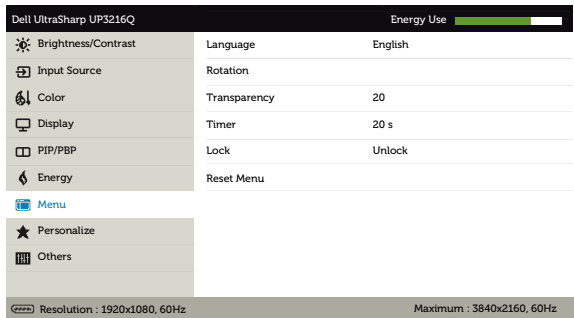 Dell UltraSharp UP3216Q Energy Use
Brightness/Contrast Language English
Input Source Rotation
Color Transparency 20
Display Timer 20 s
PIP/PBP Lock Unlock
Energy Reset Menu
Menu
Personalize
Others
Resolution : 1920x1080, 60Hz Maximum : 3840x2160, 60Hz